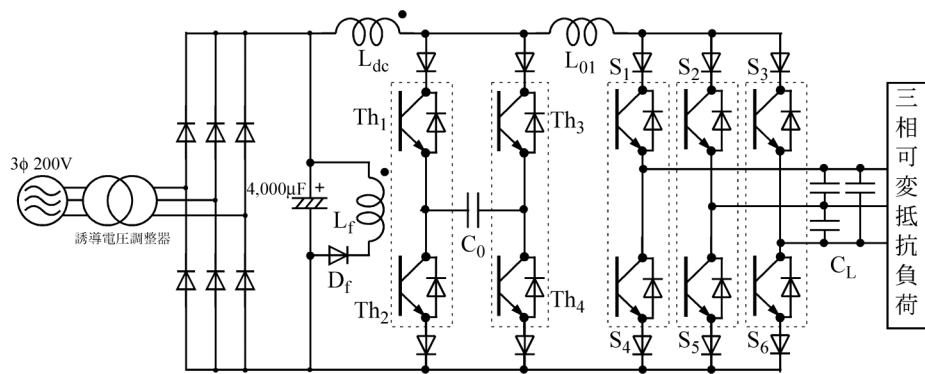 L_dc
L_01
S_1
S_2
S_3
Th_1
Th_3
3ϕ 200V
4,000μF +
L_f
誘導電圧調整器
C_0
D_f
C_L
Th_2
Th_4
S_4
S_5
S_6
三相可変抵抗負荷